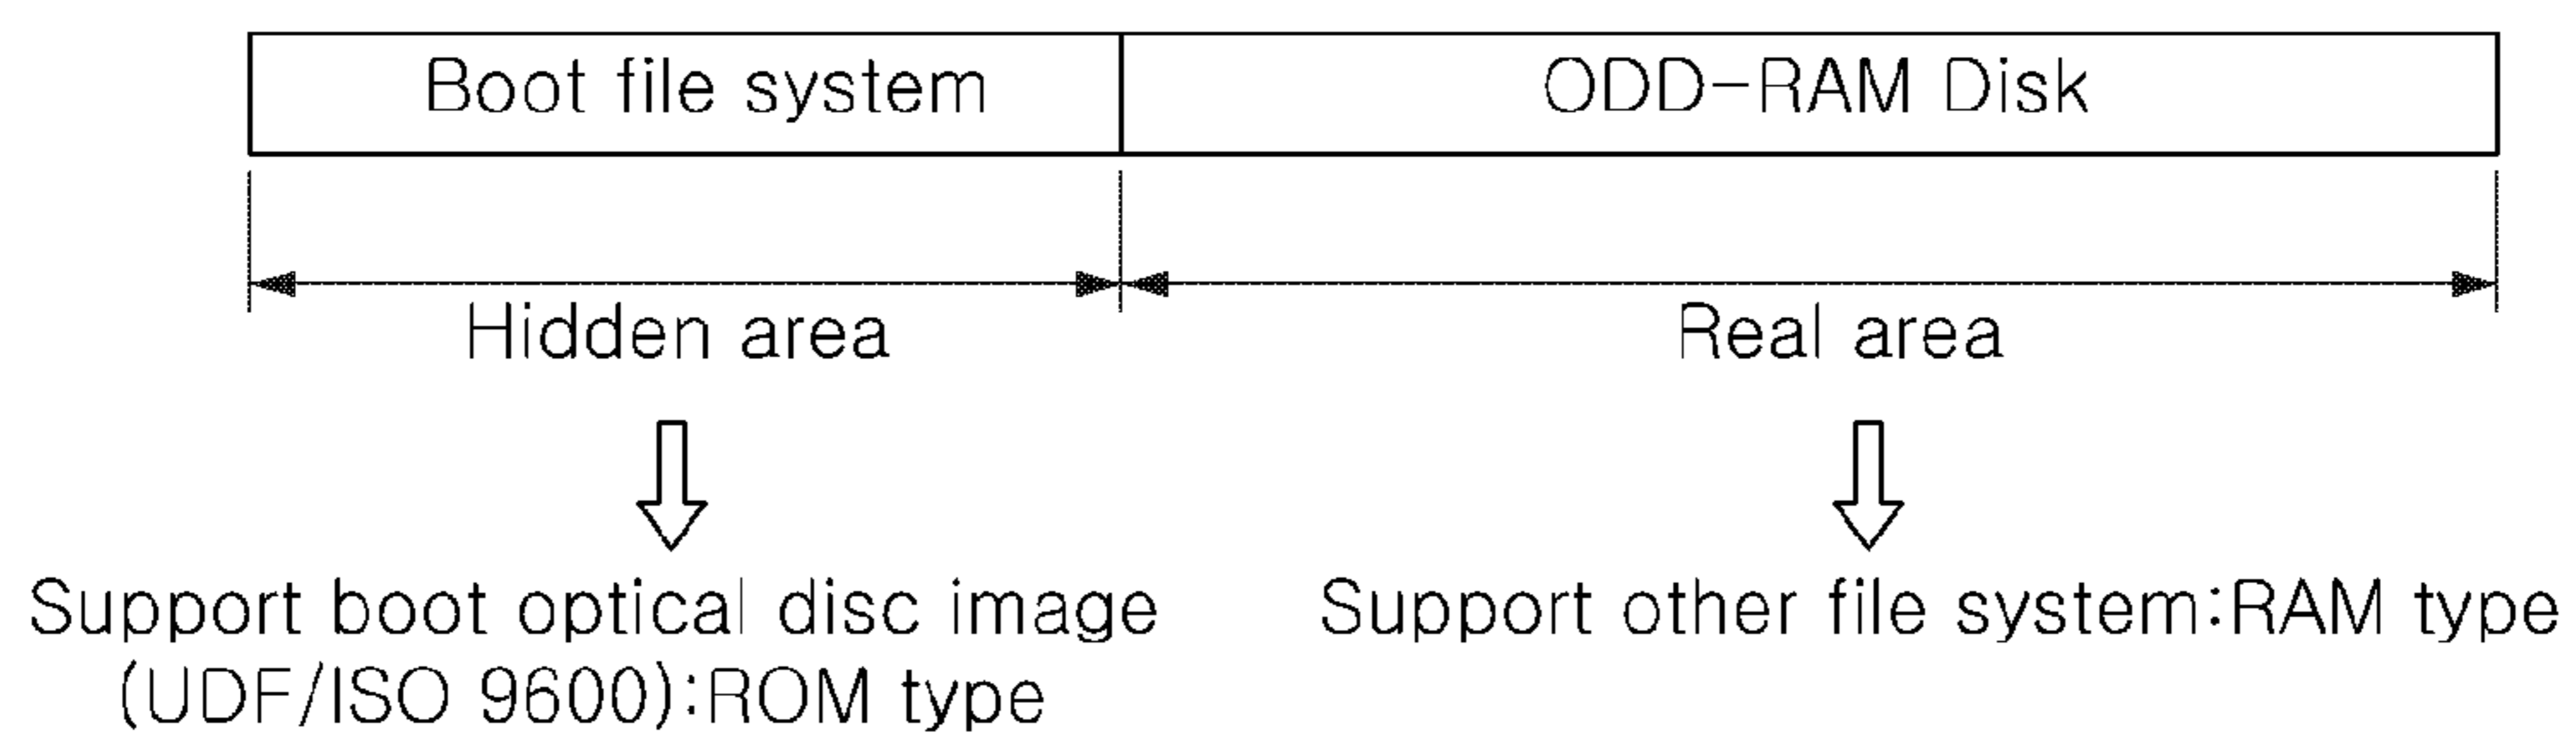 Boot file system
ODD-RAM Disk
Hidden area
Real area
Support boot optical disc image
(UDF/ISO 9600):ROM type
Support other file system:RAM type